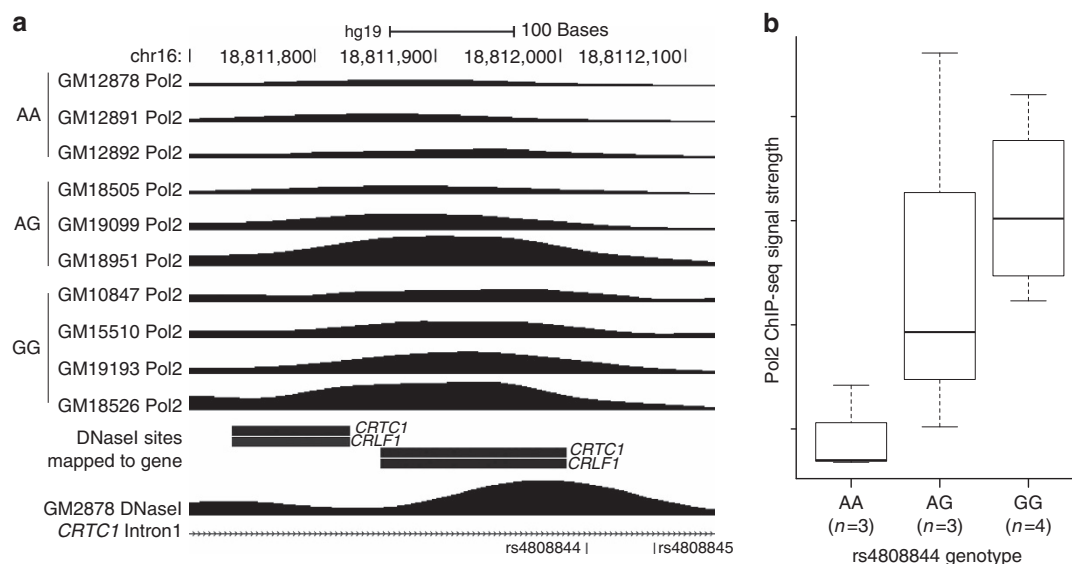 a
hg19 100 Bases
chr16: 18,811,800 18,811,900 18,812,000 18,8112,100
AA
GM12878 Pol2
GM12891 Pol2
GM12892 Pol2
AG
GM18505 Pol2
GM19099 Pol2
GM18951 Pol2
GG
GM10847 Pol2
GM15510 Pol2
GM19193 Pol2
GM18526 Pol2
DNaseI sites
mapped to gene
CRTC1
CRLF1
CRTC1
CRLF1
GM2878 DNaseI
CRTC1 Intron1
rs4808844 rs4808845
b
Pol2 ChIP-seq signal strength
AA AG GG
(n=3) (n=3) (n=4)
rs4808844 genotype